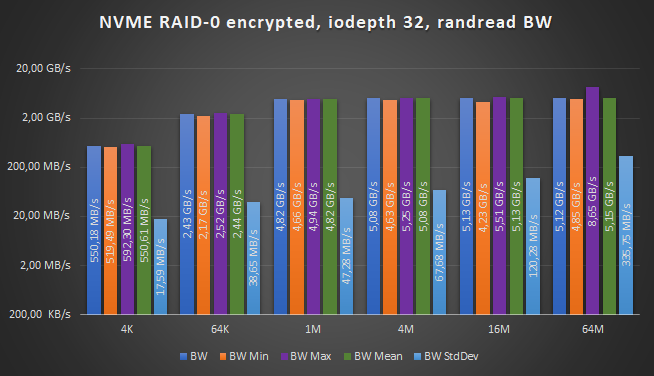 NVME RAID-0 encrypted, iodepth 32, randread BW
20,00 GB/s
2,00 GB/s
200,00 MB/s
20,00 MB/s
2,00 MB/s
200,00 KB/s
550,18 MB/s
519,49 MB/s
592,30 MB/s
550,61 MB/s
17,59 MB/s
2,43 GB/s
2,17 GB/s
2,52 GB/s
2,44 GB/s
38,65 MB/s
4,82 GB/s
4,66 GB/s
4,94 GB/s
4,82 GB/s
47,28 MB/s
5,08 GB/s
4,63 GB/s
5,25 GB/s
5,08 GB/s
67,68 MB/s
5,13 GB/s
4,23 GB/s
5,51 GB/s
5,13 GB/s
120,28 MB/s
5,12 GB/s
4,85 GB/s
8,65 GB/s
5,15 GB/s
335,75 MB/s
4K 64K 1M 4M 16M 64M
BW BW Min BW Max BW Mean BW StdDev